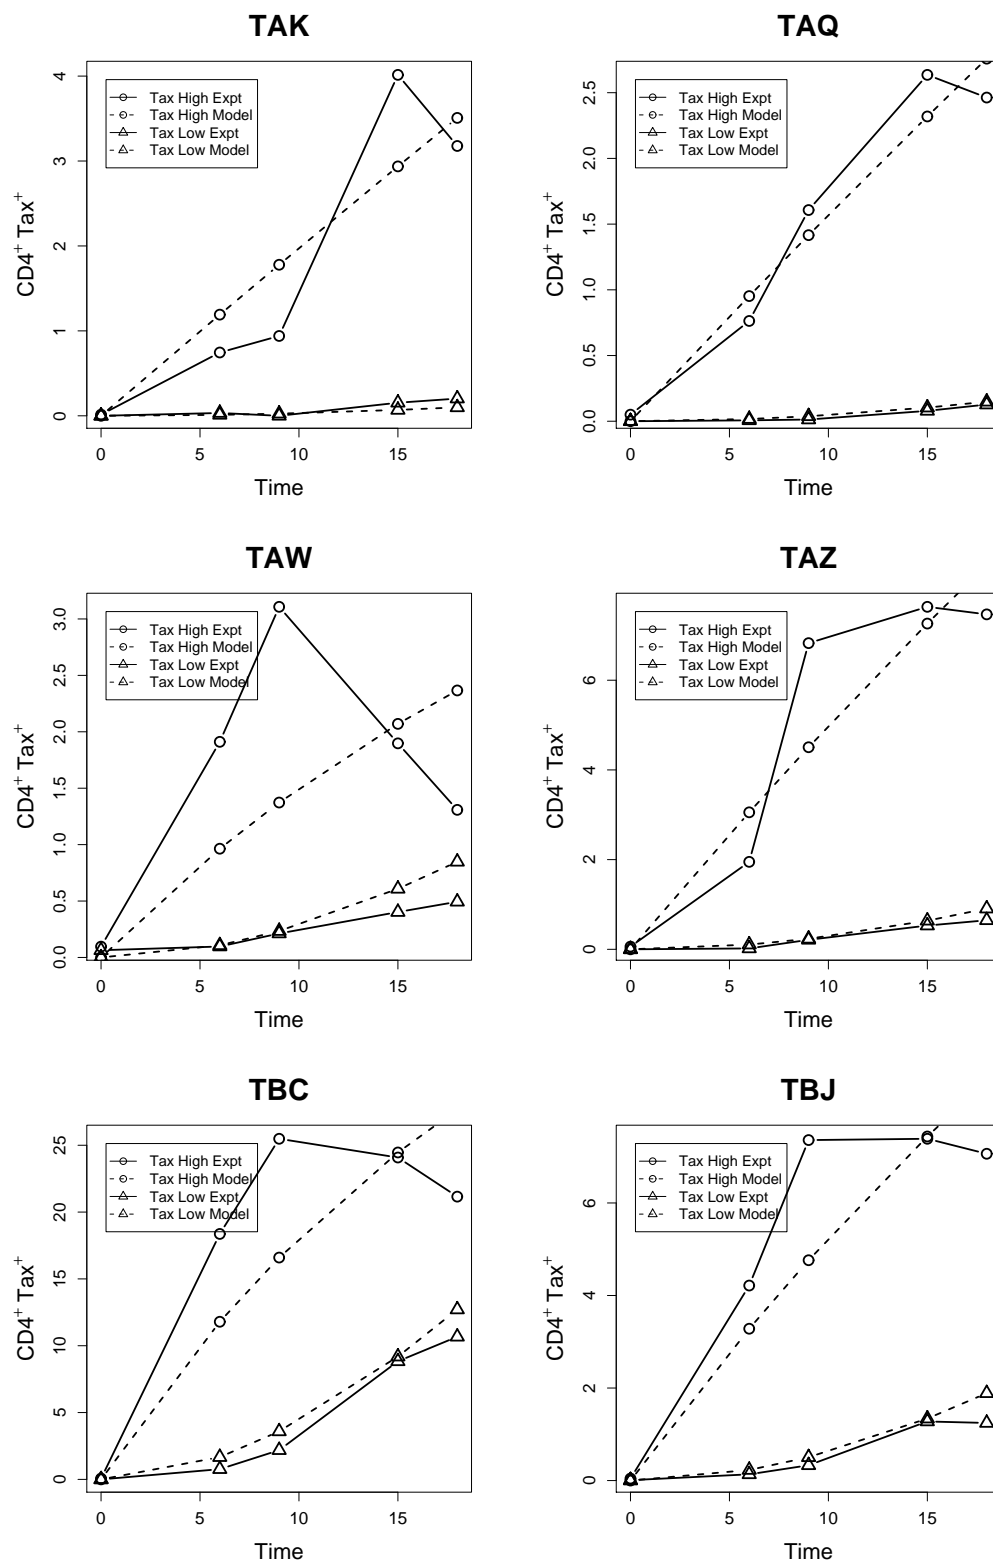 TAK
Tax High Expt
Tax High Model
Tax Low Expt
Tax Low Model
CD4+ Tax+
0
1
2
3
4
0
5
10
15
Time
TAQ
Tax High Expt
Tax High Model
Tax Low Expt
Tax Low Model
CD4+ Tax+
0.0
0.5
1.0
1.5
2.0
2.5
0
5
10
15
Time
TAW
Tax High Expt
Tax High Model
Tax Low Expt
Tax Low Model
CD4+ Tax+
0.0
0.5
1.0
1.5
2.0
2.5
3.0
0
5
10
15
Time
TAZ
Tax High Expt
Tax High Model
Tax Low Expt
Tax Low Model
CD4+ Tax+
0
2
4
6
0
5
10
15
Time
TBC
Tax High Expt
Tax High Model
Tax Low Expt
Tax Low Model
CD4+ Tax+
0
5
10
15
20
25
0
5
10
15
Time
TBJ
Tax High Expt
Tax High Model
Tax Low Expt
Tax Low Model
CD4+ Tax+
0
2
4
6
0
5
10
15
Time